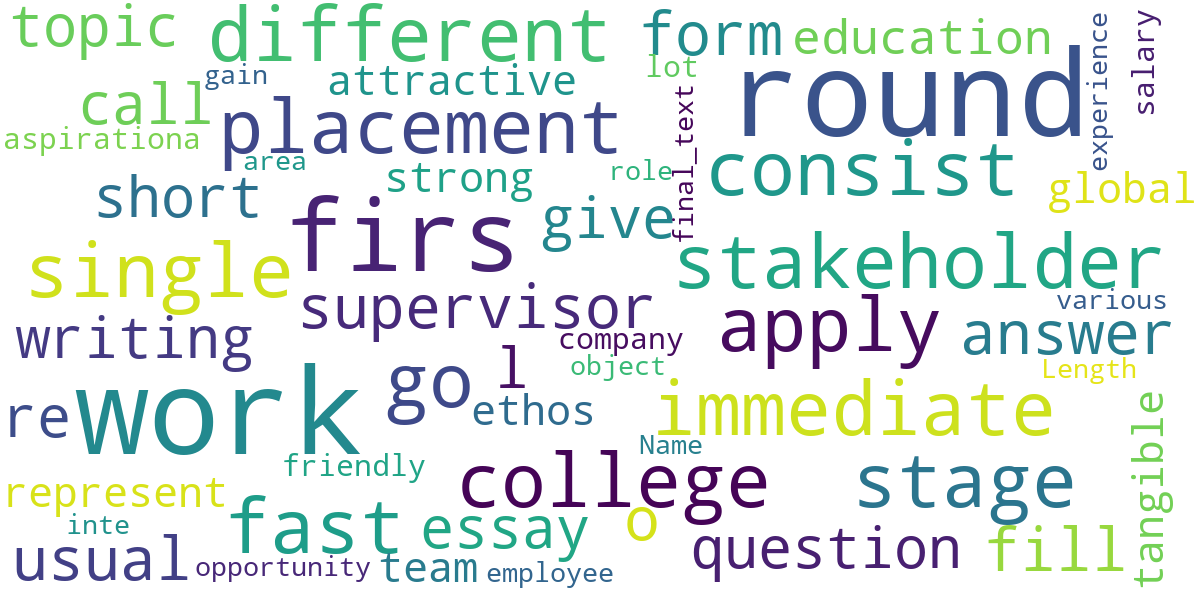 topic
different
form
education
experience
salary
gain
attractive
lot
round
call
placement
final_text
aspirationa
area
strong
role
consist
global
short
firs
give
stakeholder
single
supervisor
various
writing
company
apply
answer
work
go
l
object
Length
re
ethos
immediate
tangible
friendly
Name
represent
college
stage
inte
fast
essay
o
question
fill
usual
opportunity
team
employee